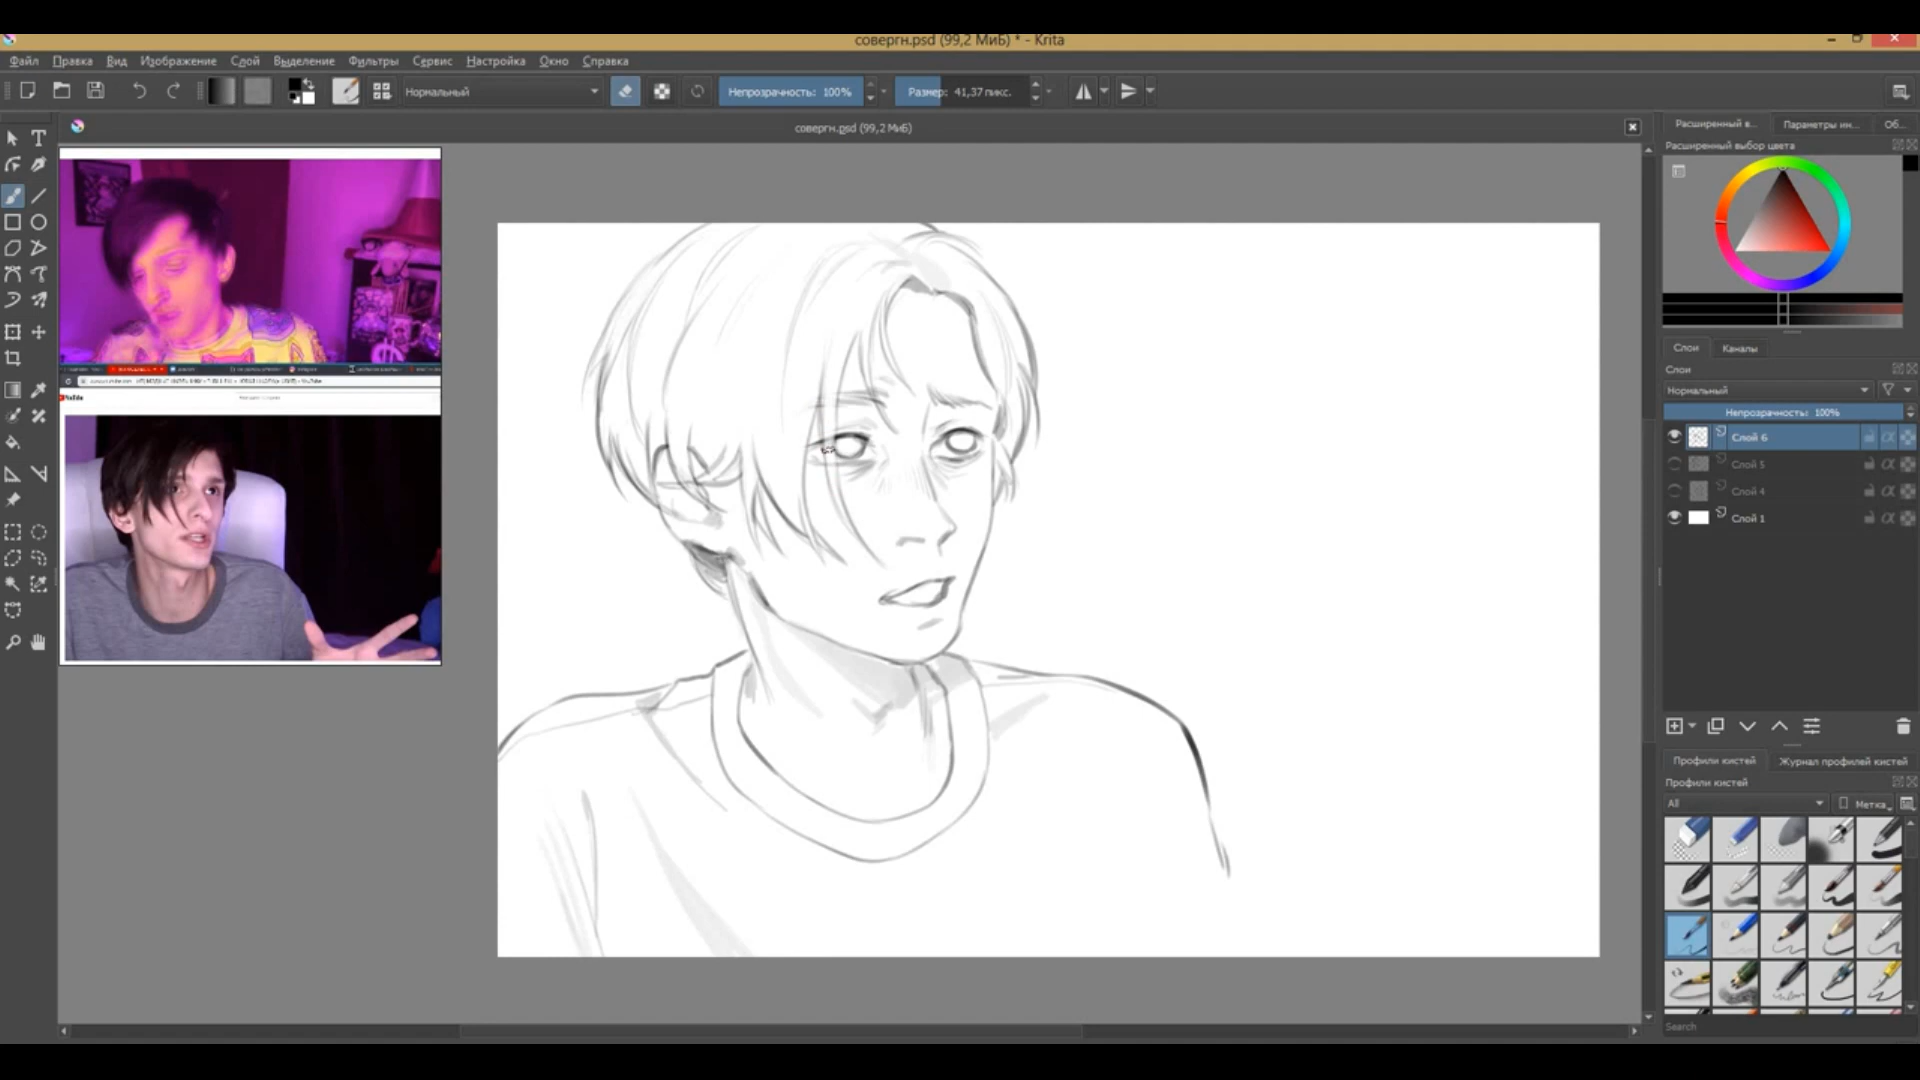 совергн.psd (99,2 МиБ) * - Krita
Файл Правка Вид Изображение Слой Выделение Фильтры Сервис Настройка Окно Справка
Нормальный Непрозрачность: 100% Размер: 41,37 пикс.
совергн.psd (99,2 МиБ)
Расширенный в... Параметры ин... Об...
Расширенный выбор цвета
YouTube
Слои Каналы
Слои
Нормальный
Непрозрачность: 100%
Слой 6
Слой 5
Слой 4
Слой 1
Профили кистей Журнал профилей кистей
Профили кистей
All Метка
Search